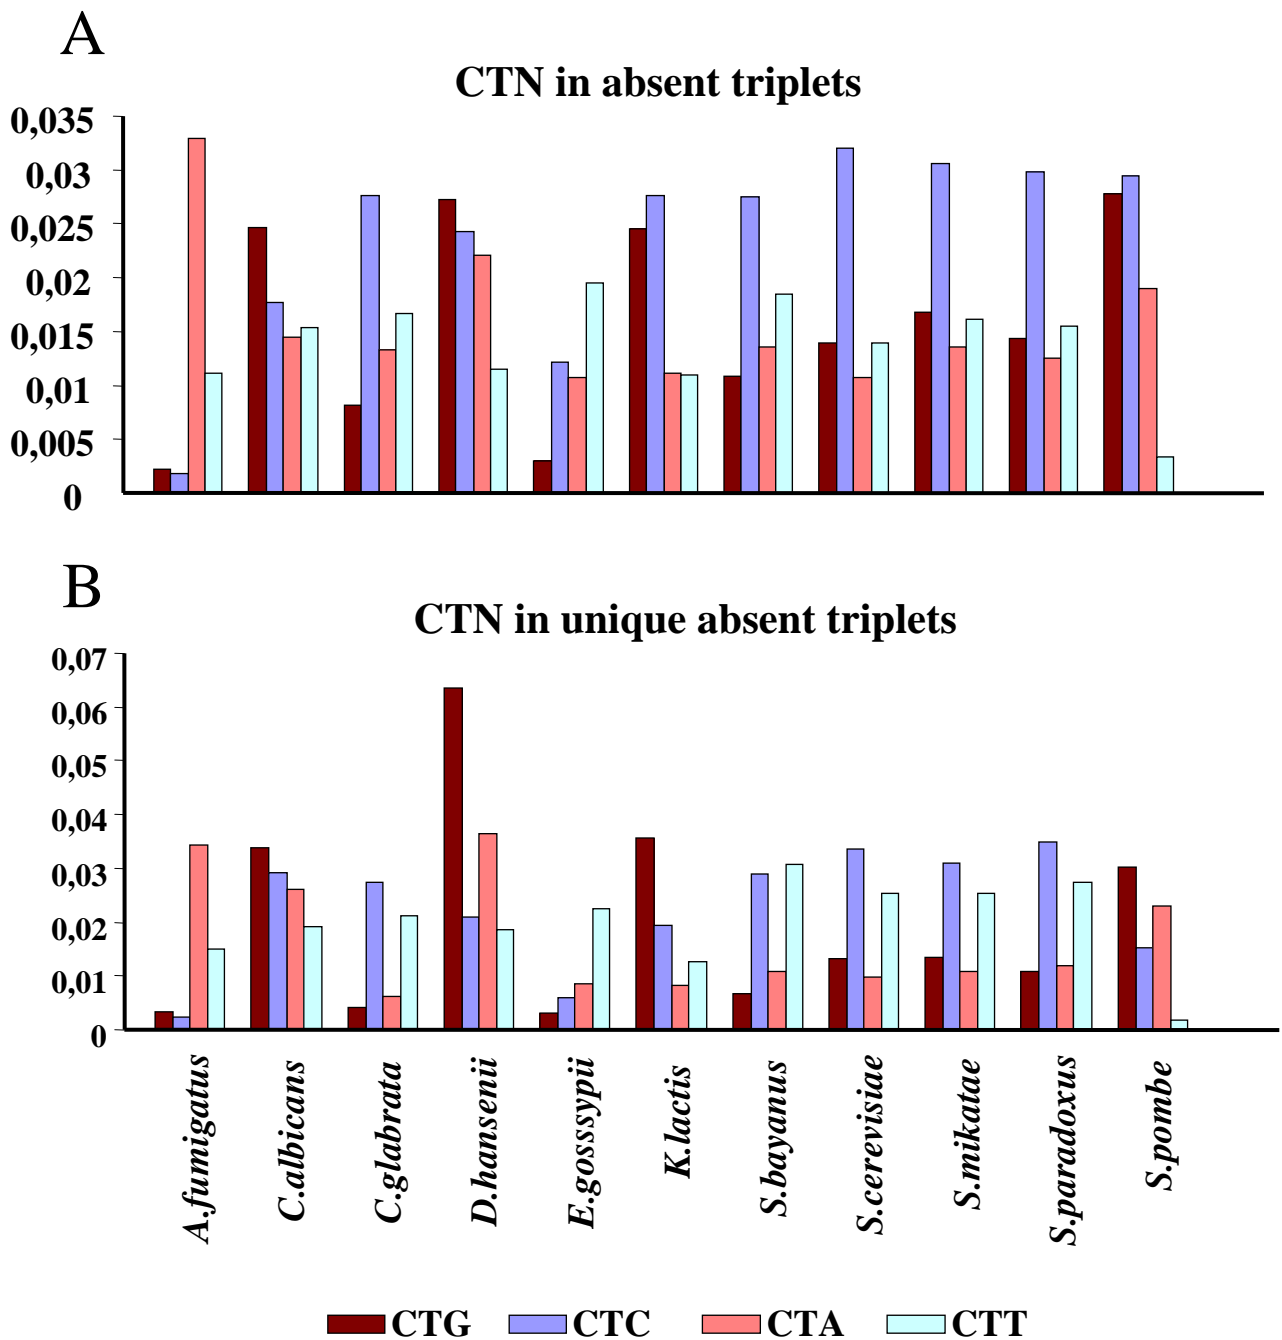 A
CTN in absent triplets
0,035
0,03
0,025
0,02
0,015
0,01
0,005
0
B
CTN in unique absent triplets
0,07
0,06
0,05
0,04
0,03
0,02
0,01
0
A.fumigatus
C.albicans
C.glabrata
D.hansenii
E.gosssypii
K.lactis
S.bayanus
S.cerevisiae
S.mikatae
S.paradoxus
S.pombe
CTG CTC CTA CTT